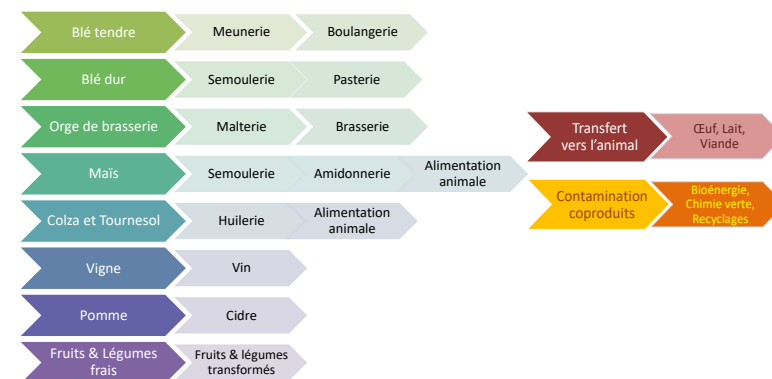 Blé tendre
Meunerie
Boulangerie
Blé dur
Semoulerie
Pasterie
Orge de brasserie
Malterie
Brasserie
Maïs
Semoulerie
Amidonnerie
Alimentation
animale
Colza et Tournesol
Huilerie
Alimentation
animale
Vigne
Vin
Pomme
Cidre
Fruits & Légumes
frais
Fruits & légumes
transformés
Transfert
vers l'animal
Œuf, Lait,
Viande
Contamination
coproduits
Bioénergie,
Chimie verte,
Recyclages